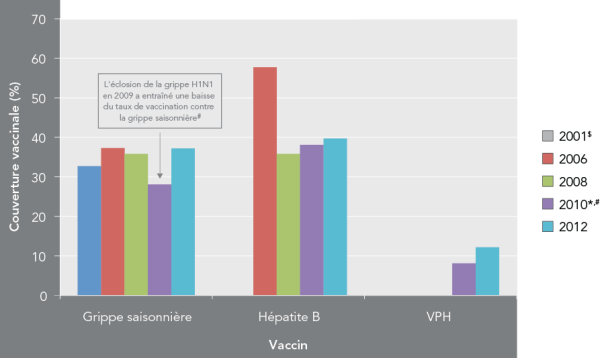 70
60
50
40
30
20
10
0
Couverture vaccinale (%)
L'éclosion de la grippe H1N1
en 2009 a entraîné une baisse
du taux de vaccination contre
la grippe saisonnière#
2001$
2006
2008
2010*,#
2012
Grippe saisonnière
Hépatite B
VPH
Vaccin